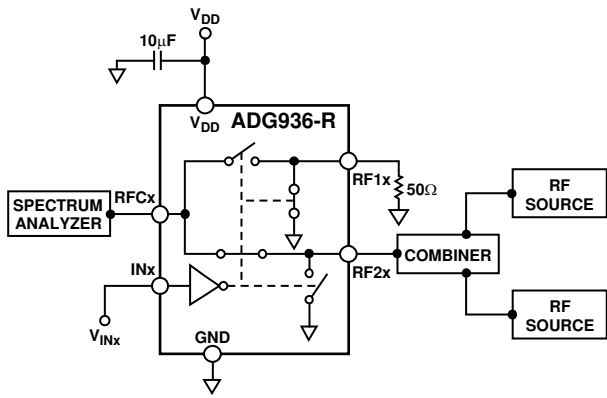 VDD
10μF
VDD
ADG936-R
RFCx
RF1x
50Ω
SPECTRUM
ANALYZER
RF
SOURCE
COMBINER
INx
RF2x
VINx
GND
RF
SOURCE